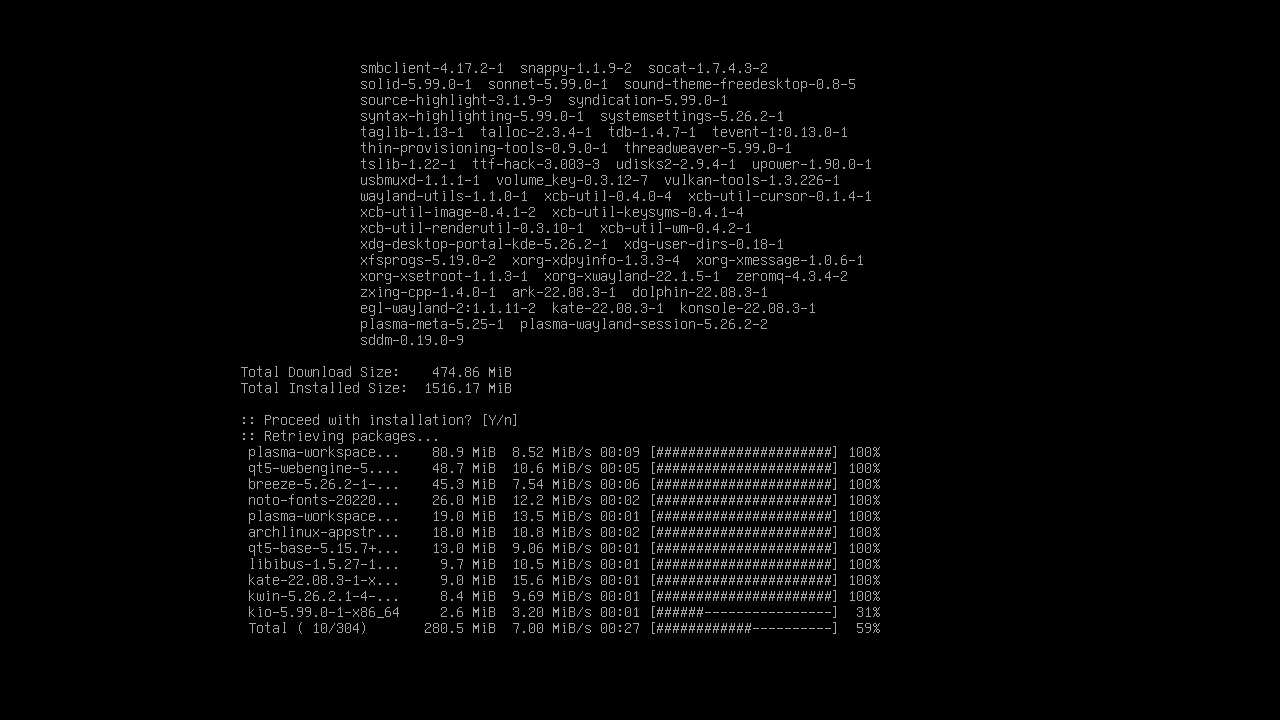 smbclient-4.17.2-1  snappy-1.1.9-2  socat-1.7.4.3-2
solid-5.99.0-1  sonnet-5.99.0-1  sound-theme-freedesktop-0.8-5
source-highlight-3.1.9-9  syndication-5.99.0-1
syntax-highlighting-5.99.0-1  systemsettings-5.26.2-1
taglib-1.13-1  talloc-2.3.4-1  tdb-1.4.7-1  tevent-1:0.13.0-1
thin-provisioning-tools-0.9.0-1  threadweaver-5.99.0-1
tslib-1.22-1  ttf-hack-3.003-3  udisks2-2.9.4-1  upower-1.90.0-1
usbmuxd-1.1.1-1  volume_key-0.3.12-7  vulkan-tools-1.3.226-1
wayland-utils-1.1.0-1  xcb-util-0.4.0-4  xcb-util-cursor-0.1.4-1
xcb-util-image-0.4.1-2  xcb-util-keysyms-0.4.1-4
xcb-util-renderutil-0.3.10-1  xcb-util-wm-0.4.2-1
xdg-desktop-portal-kde-5.26.2-1  xdg-user-dirs-0.18-1
xfsprogs-5.19.0-2  xorg-xdpyinfo-1.3.3-4  xorg-xmessage-1.0.6-1
xorg-xsetroot-1.1.3-1  xorg-xwayland-22.1.5-1  zeromq-4.3.4-2
zxing-cpp-1.4.0-1  ark-22.08.3-1  dolphin-22.08.3-1
egl-wayland-2:1.1.11-2  kate-22.08.3-1  konsole-22.08.3-1
plasma-meta-5.25-1  plasma-wayland-session-5.26.2-2
sddm-0.19.0-9
Total Download Size:    474.86 MiB
Total Installed Size:  1516.17 MiB
:: Proceed with installation? [Y/n]
:: Retrieving packages...
plasma-workspace...    80.9 MiB  8.52 MiB/s 00:09 [######################] 100%
qt5-webengine-5....    48.7 MiB  10.6 MiB/s 00:05 [######################] 100%
breeze-5.26.2-1-...    45.3 MiB  7.54 MiB/s 00:06 [######################] 100%
noto-fonts-20220...    26.0 MiB  12.2 MiB/s 00:02 [######################] 100%
plasma-workspace...    19.0 MiB  13.5 MiB/s 00:01 [######################] 100%
archlinux-appstr...    18.0 MiB  10.8 MiB/s 00:02 [######################] 100%
qt5-base-5.15.7+...    13.0 MiB  9.06 MiB/s 00:01 [######################] 100%
libibus-1.5.27-1...     9.7 MiB  10.5 MiB/s 00:01 [######################] 100%
kate-22.08.3-1-x...     9.0 MiB  15.6 MiB/s 00:01 [######################] 100%
kwin-5.26.2.1-4-...     8.4 MiB  9.69 MiB/s 00:01 [######################] 100%
kio-5.99.0-1-x86_64     2.6 MiB  3.20 MiB/s 00:01 [######----------------]  31%
Total ( 10/304)       280.5 MiB  7.00 MiB/s 00:27 [############----------]  59%